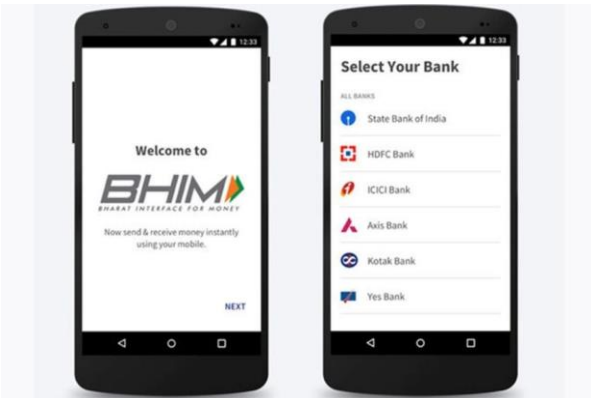 12:33
Welcome to
BHIM
BHARAT INTERFACE FOR MONEY
Now send & receive money instantly
using your mobile.
NEXT
12:33
Select Your Bank
ALL BANKS
State Bank of India
HDFC Bank
ICICI Bank
Axis Bank
Kotak Bank
Yes Bank